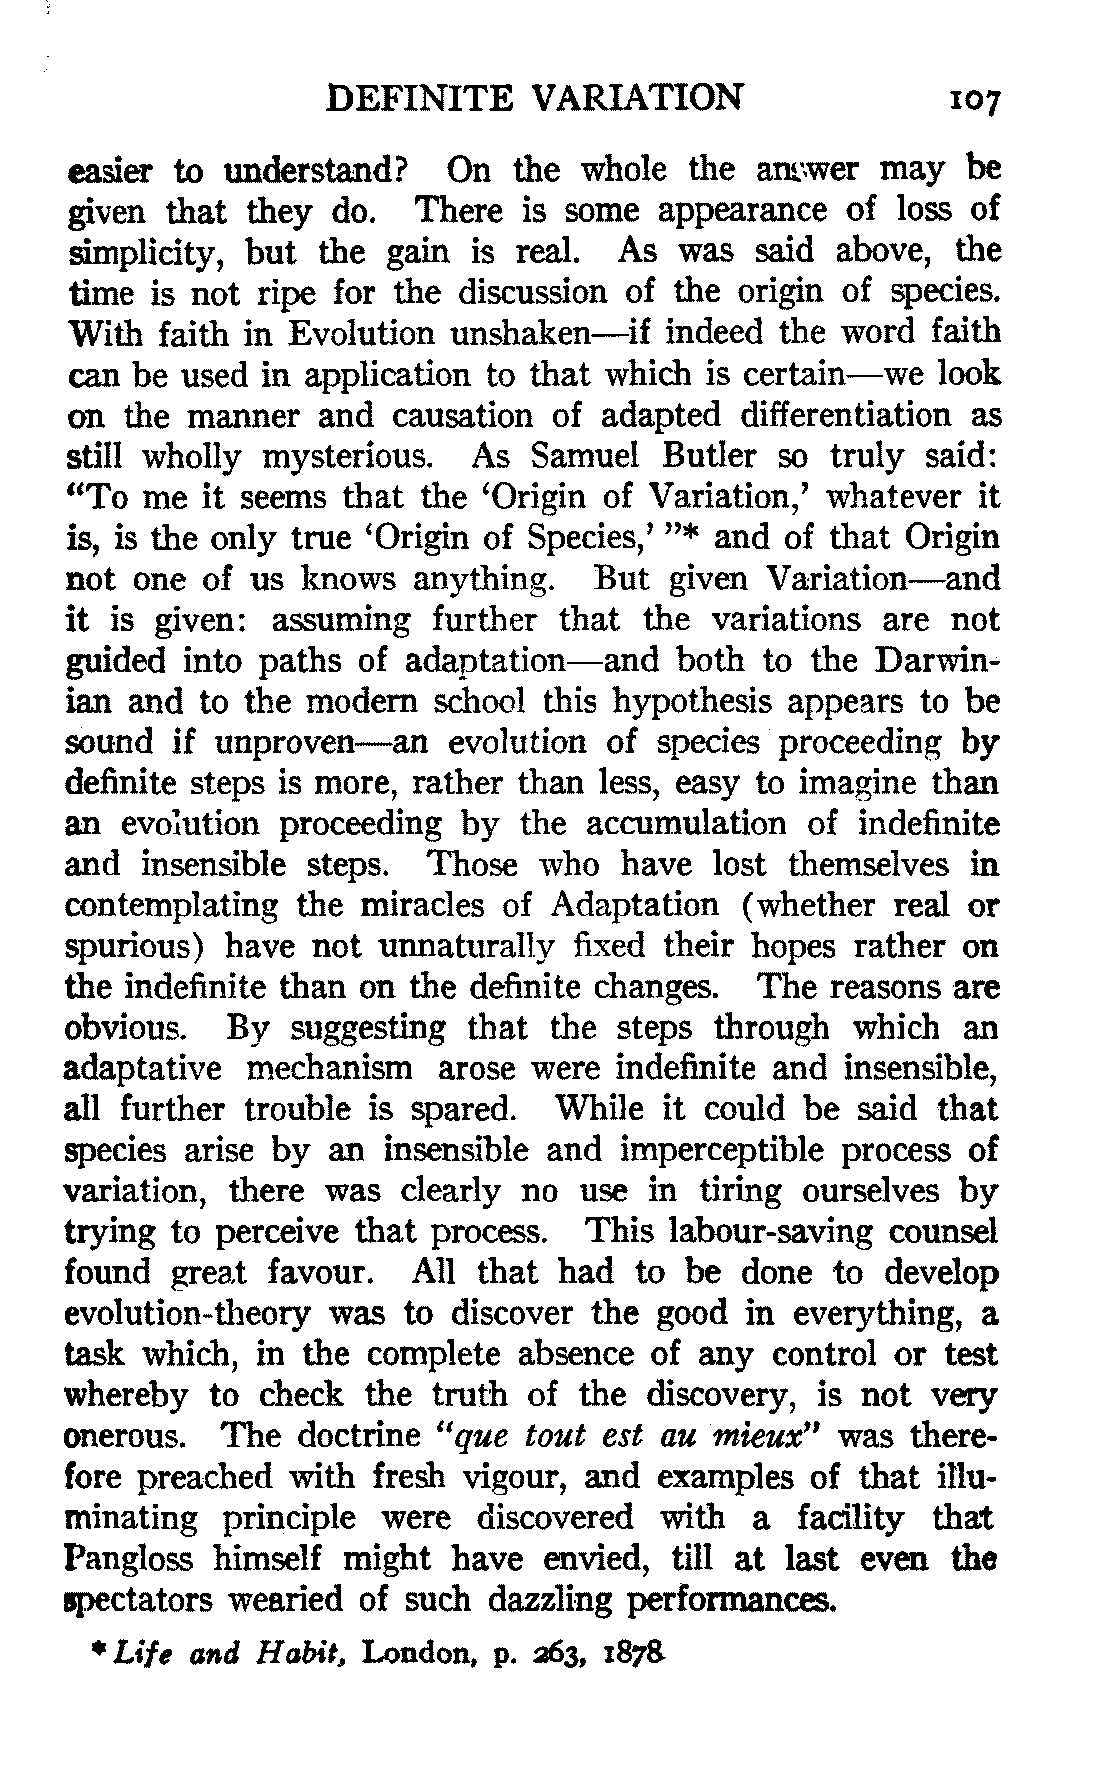 DEFINITE VARIATION 107
easier to understand? On the whole the answer may be
given that they do. There is some appearance of loss of
simplicity, but the gain is real. As was said above, the
time is not ripe for the discussion of the origin of species.
With faith in Evolution unshaken—if indeed the word faith
can be used in application to that which is certain—we look
on the manner and causation of adapted differentiation as
still wholly mysterious. As Samuel Butler so truly said:
“To me it seems that the ‘Origin of Variation,’ whatever it
is, is the only true ‘Origin of Species,’ ”* and of that Origin
not one of us knows anything. But given Variation—and
it is given: assuming further that the variations are not
guided into paths of adaptation—and both to the Darwin-
ian and to the modern school this hypothesis appears to be
sound if unproven—an evolution of species proceeding by
definite steps is more, rather than less, easy to imagine than
an evolution proceeding by the accumulation of indefinite
and insensible steps. Those who have lost themselves in
contemplating the miracles of Adaptation (whether real or
spurious) have not unnaturally fixed their hopes rather on
the indefinite than on the definite changes. The reasons are
obvious. By suggesting that the steps through which an
adaptative mechanism arose were indefinite and insensible,
all further trouble is spared. While it could be said that
species arise by an insensible and imperceptible process of
variation, there was clearly no use in tiring ourselves by
trying to perceive that process. This labour-saving counsel
found great favour. All that had to be done to develop
evolution-theory was to discover the good in everything, a
task which, in the complete absence of any control or test
whereby to check the truth of the discovery, is not very
onerous. The doctrine “que tout est au mieux” was there-
fore preached with fresh vigour, and examples of that illu-
minating principle were discovered with a facility that
Pangloss himself might have envied, till at last even the
spectators wearied of such dazzling performances.
* Life and Habit, London, p. 263, 1878.